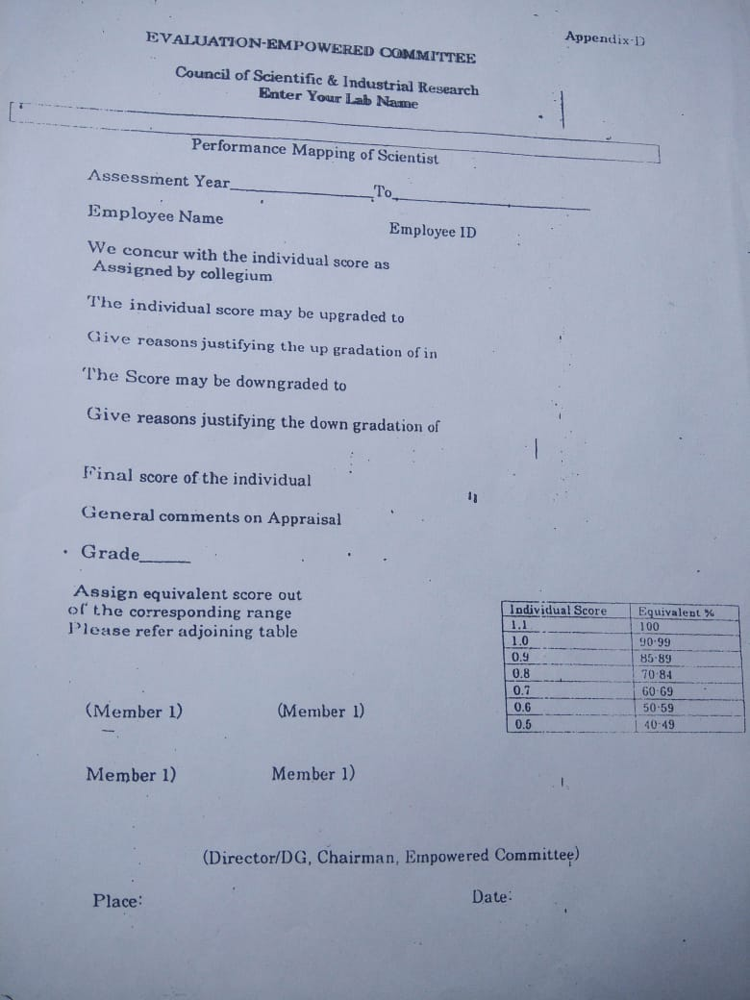 Appendix-D
EVALUATION-EMPOWERED COMMITTEE
Council of Scientific & Industrial Research
Enter Your Lab Name
Performance Mapping of Scientist
Assessment Year_______________To____________________
Employee Name Employee ID
We concur with the individual score as
Assigned by collegium
The individual score may be upgraded to
Give reosons justifying the up gradation of in
The Score may be downgraded to
Give reasons justifying the down gradation of
Final score of the individual
General comments on Appraisal
Grade_____
Assign equivalent score out
of the corresponding range
Please refer adjoining table
Individual Score Equivalent %
1.1 100
1.0 90-99
0.9 85-89
0.8 70-84
0.7 60-69
0.6 50-59
0.5 40-49
(Member 1) (Member 1)
Member 1) Member 1)
(Director/DG, Chairman, Empowered Committee)
Place: Date: